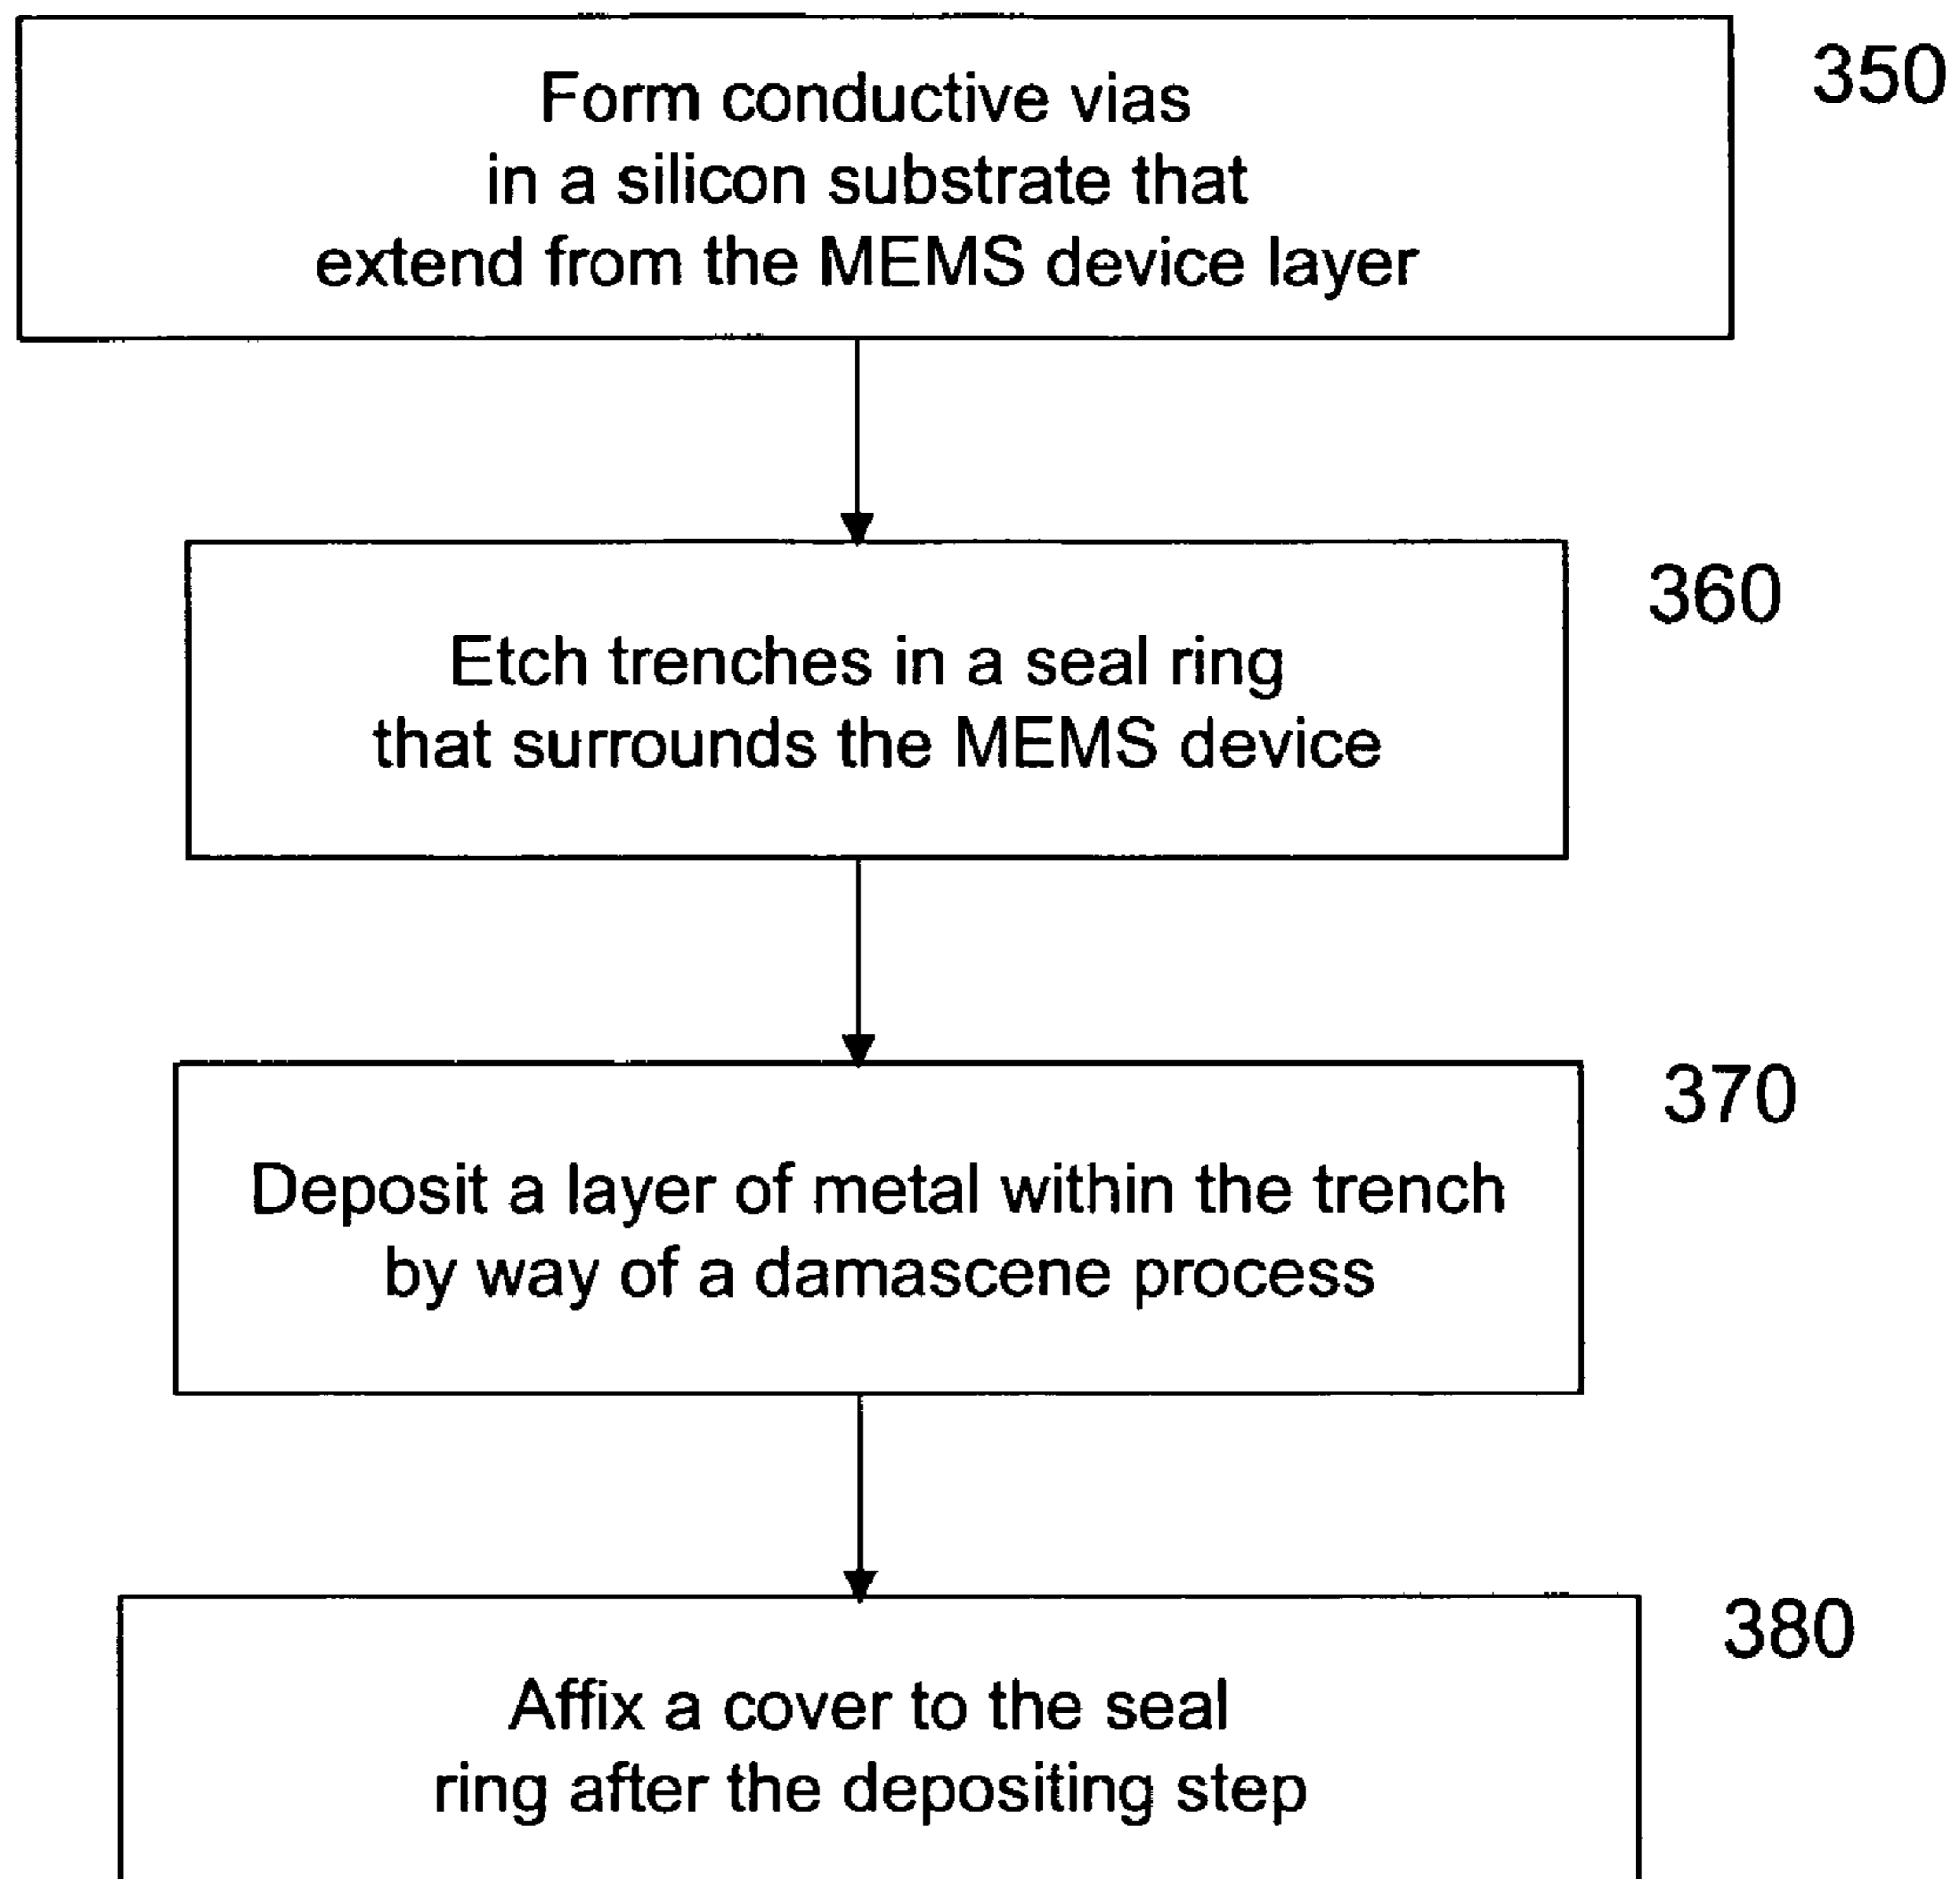 Form conductive vias
in a silicon substrate that
extend from the MEMS device layer
350
Etch trenches in a seal ring
that surrounds the MEMS device
360
Deposit a layer of metal within the trench
by way of a damascene process
370
Affix a cover to the seal
ring after the depositing step
380